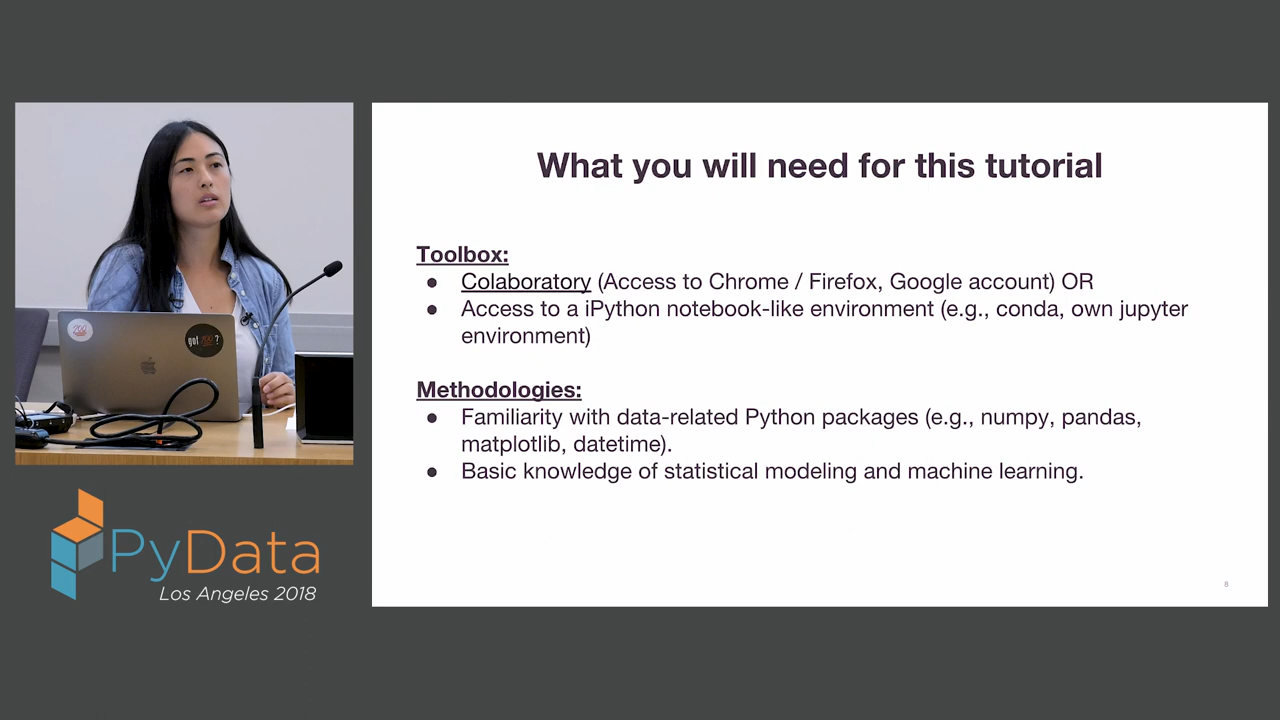 What you will need for this tutorial
Toolbox:
● Colaboratory (Access to Chrome / Firefox, Google account) OR
● Access to a iPython notebook-like environment (e.g., conda, own jupyter
environment)
Methodologies:
● Familiarity with data-related Python packages (e.g., numpy, pandas,
matplotlib, datetime).
● Basic knowledge of statistical modeling and machine learning.
8
got ?
PyData
Los Angeles 2018